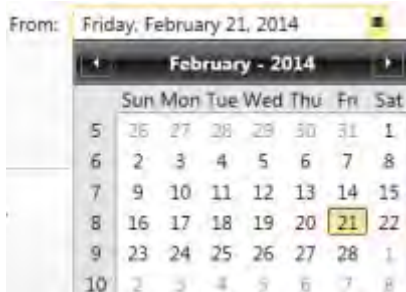 From: Friday, February 21, 2014
February - 2014
Sun Mon Tue Wed Thu Fri Sat
5 26 27 28 29 30 31 1
6 2 3 4 5 6 7 8
7 9 10 11 12 13 14 15
8 16 17 18 19 20 21 22
9 23 24 25 26 27 28 1
10 2 3 4 5 6 7 8